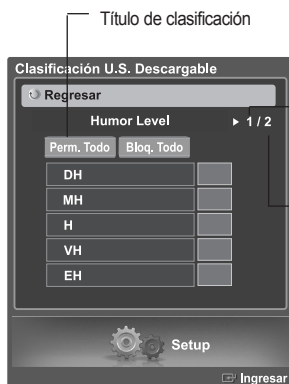 Título de clasificación
Clasificación U.S. Descargable
Regresar
Humor Level ► 1 / 2
Perm. Todo Bloq. Todo
DH
MH
H
VH
EH
Setup
Ingresar